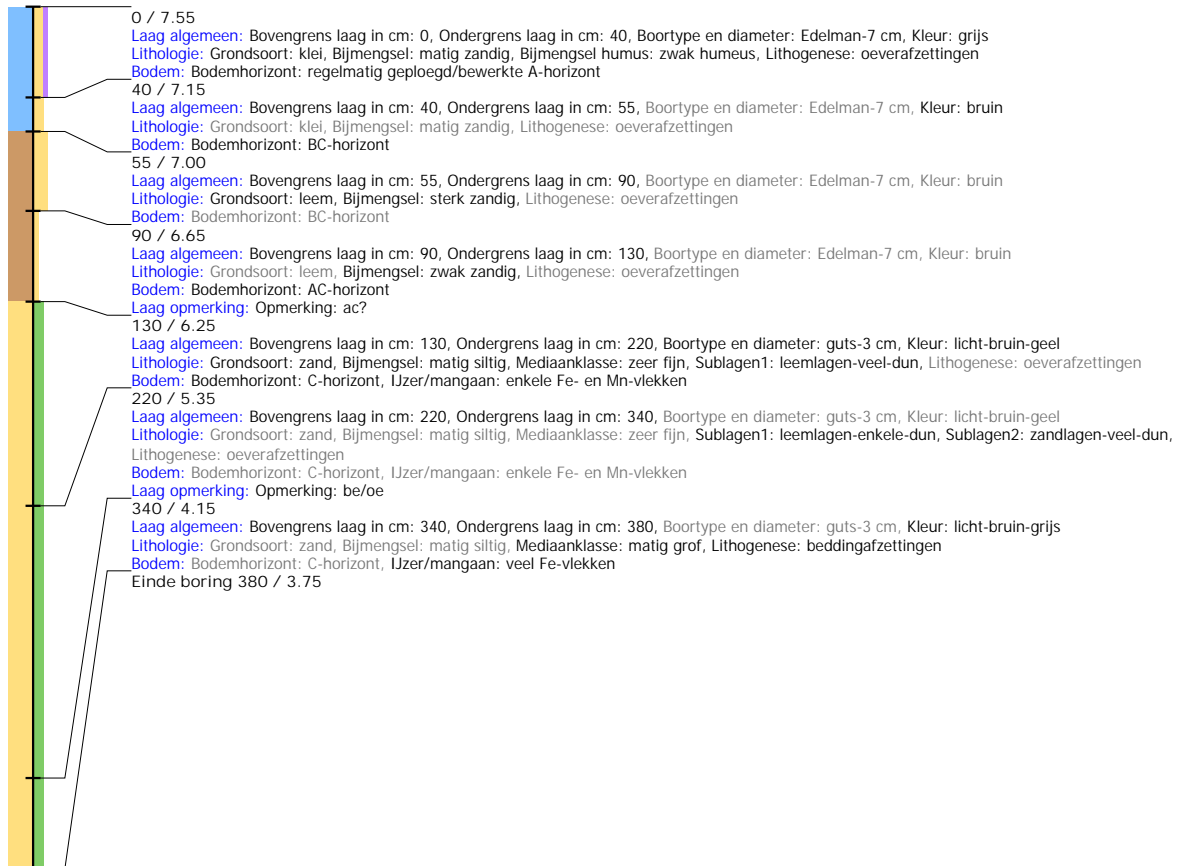 0 / 7.55
Laag algemeen: Bovengrens laag in cm: 0, Ondergrens laag in cm: 40, Boortype en diameter: Edelman-7 cm, Kleur: grijs
Lithologie: Grondsoort: klei, Bijmengsel: matig zandig, Bijmengsel humus: zwak humeus, Lithogenese: oeverafzettingen
Bodem: Bodemhorizont: regelmatig geploegd/bewerkte A-horizont
40 / 7.15
Laag algemeen: Bovengrens laag in cm: 40, Ondergrens laag in cm: 55, Boortype en diameter: Edelman-7 cm, Kleur: bruin
Lithologie: Grondsoort: klei, Bijmengsel: matig zandig, Lithogenese: oeverafzettingen
Bodem: Bodemhorizont: BC-horizont
55 / 7.00
Laag algemeen: Bovengrens laag in cm: 55, Ondergrens laag in cm: 90, Boortype en diameter: Edelman-7 cm, Kleur: bruin
Lithologie: Grondsoort: leem, Bijmengsel: sterk zandig, Lithogenese: oeverafzettingen
Bodem: Bodemhorizont: BC-horizont
90 / 6.65
Laag algemeen: Bovengrens laag in cm: 90, Ondergrens laag in cm: 130, Boortype en diameter: Edelman-7 cm, Kleur: bruin
Lithologie: Grondsoort: leem, Bijmengsel: zwak zandig, Lithogenese: oeverafzettingen
Bodem: Bodemhorizont: AC-horizont
Laag opmerking: Opmerking: ac?
130 / 6.25
Laag algemeen: Bovengrens laag in cm: 130, Ondergrens laag in cm: 220, Boortype en diameter: guts-3 cm, Kleur: licht-bruin-geel
Lithologie: Grondsoort: zand, Bijmengsel: matig siltig, Mediaanklasse: zeer fijn, Sublagen1: leemlagen-veel-dun, Lithogenese: oeverafzettingen
Bodem: Bodemhorizont: C-horizont, IJzer/mangaan: enkele Fe- en Mn-vlekken
220 / 5.35
Laag algemeen: Bovengrens laag in cm: 220, Ondergrens laag in cm: 340, Boortype en diameter: guts-3 cm, Kleur: licht-bruin-geel
Lithologie: Grondsoort: zand, Bijmengsel: matig siltig, Mediaanklasse: zeer fijn, Sublagen1: leemlagen-enkele-dun, Sublagen2: zandlagen-veel-dun,
Lithogenese: oeverafzettingen
Bodem: Bodemhorizont: C-horizont, IJzer/mangaan: enkele Fe- en Mn-vlekken
Laag opmerking: Opmerking: be/oe
340 / 4.15
Laag algemeen: Bovengrens laag in cm: 340, Ondergrens laag in cm: 380, Boortype en diameter: guts-3 cm, Kleur: licht-bruin-grijs
Lithologie: Grondsoort: zand, Bijmengsel: matig siltig, Mediaanklasse: matig grof, Lithogenese: beddingafzettingen
Bodem: Bodemhorizont: C-horizont, IJzer/mangaan: veel Fe-vlekken
Einde boring 380 / 3.75